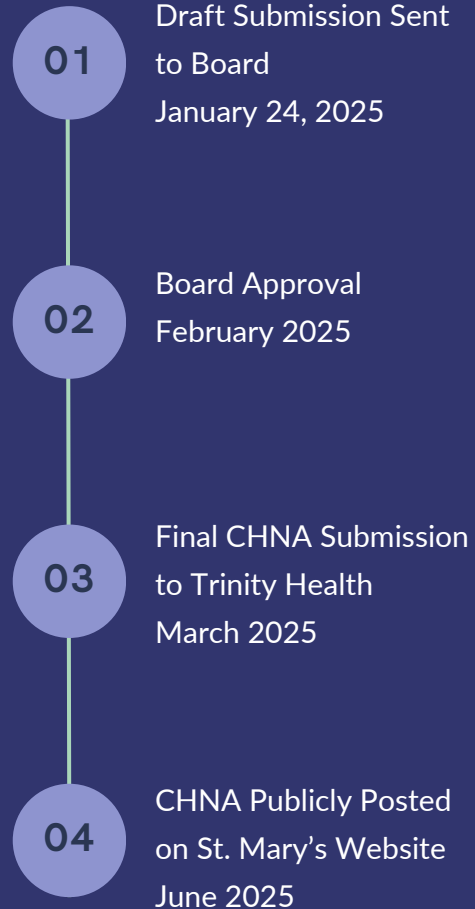 01
Draft Submission Sent
to Board
January 24, 2025
02
Board Approval
February 2025
03
Final CHNA Submission
to Trinity Health
March 2025
04
CHNA Publicly Posted
on St. Mary’s Website
June 2025